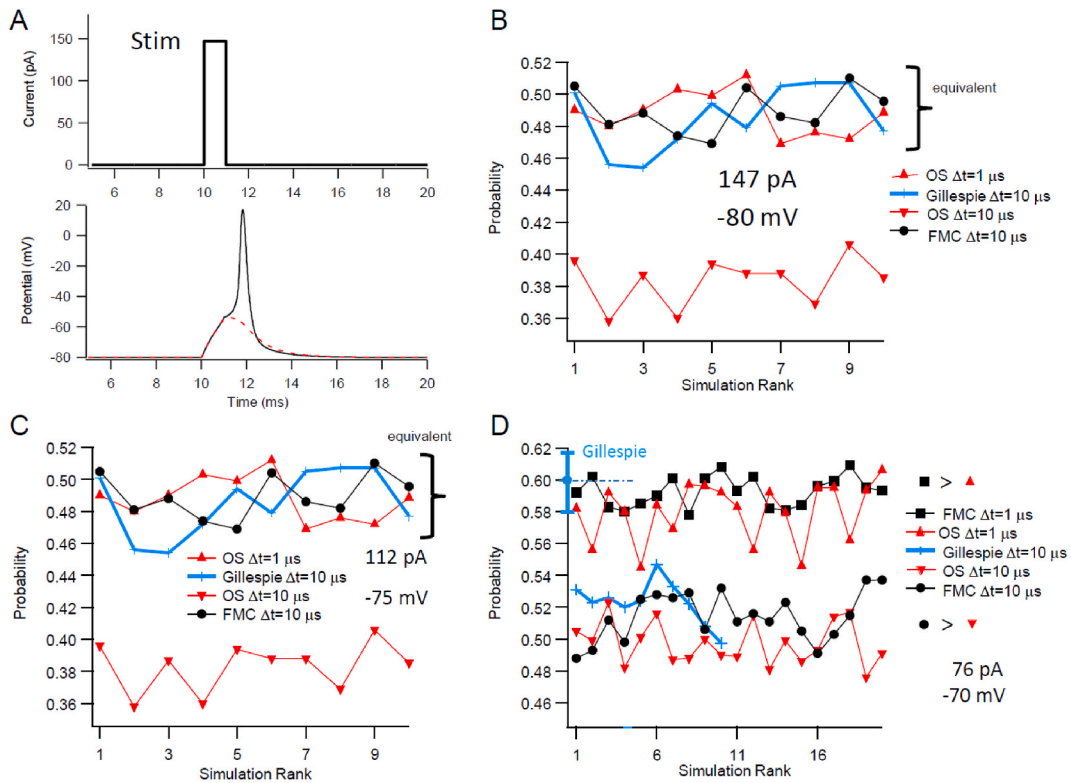 A
Stim
Current (pA)
150
100
50
0
6 8 10 12 14 16 18 20
Potential (mV)
20
0
-20
-40
-60
-80
6 8 10 12 14 16 18 20
Time (ms)
B
Probability
0.52
0.50
0.48
0.46
0.44
0.42
0.40
0.38
0.36
1 3 5 7 9
Simulation Rank
147 pA
-80 mV
equivalent
OS Δt=1 μs
Gillespie Δt=10 μs
OS Δt=10 μs
FMC Δt=10 μs
C
Probability
0.52
0.50
0.48
0.46
0.44
0.42
0.40
0.38
0.36
1 3 5 7 9
Simulation Rank
equivalent
OS Δt=1 μs
Gillespie Δt=10 μs
OS Δt=10 μs
FMC Δt=10 μs
112 pA
-75 mV
D
Probability
0.62
0.60
0.58
0.56
0.54
0.52
0.50
0.48
0.46
1 6 11 16
Simulation Rank
Gillespie
>
FMC Δt=1 μs
OS Δt=1 μs
Gillespie Δt=10 μs
OS Δt=10 μs
FMC Δt=10 μs
>
76 pA
-70 mV